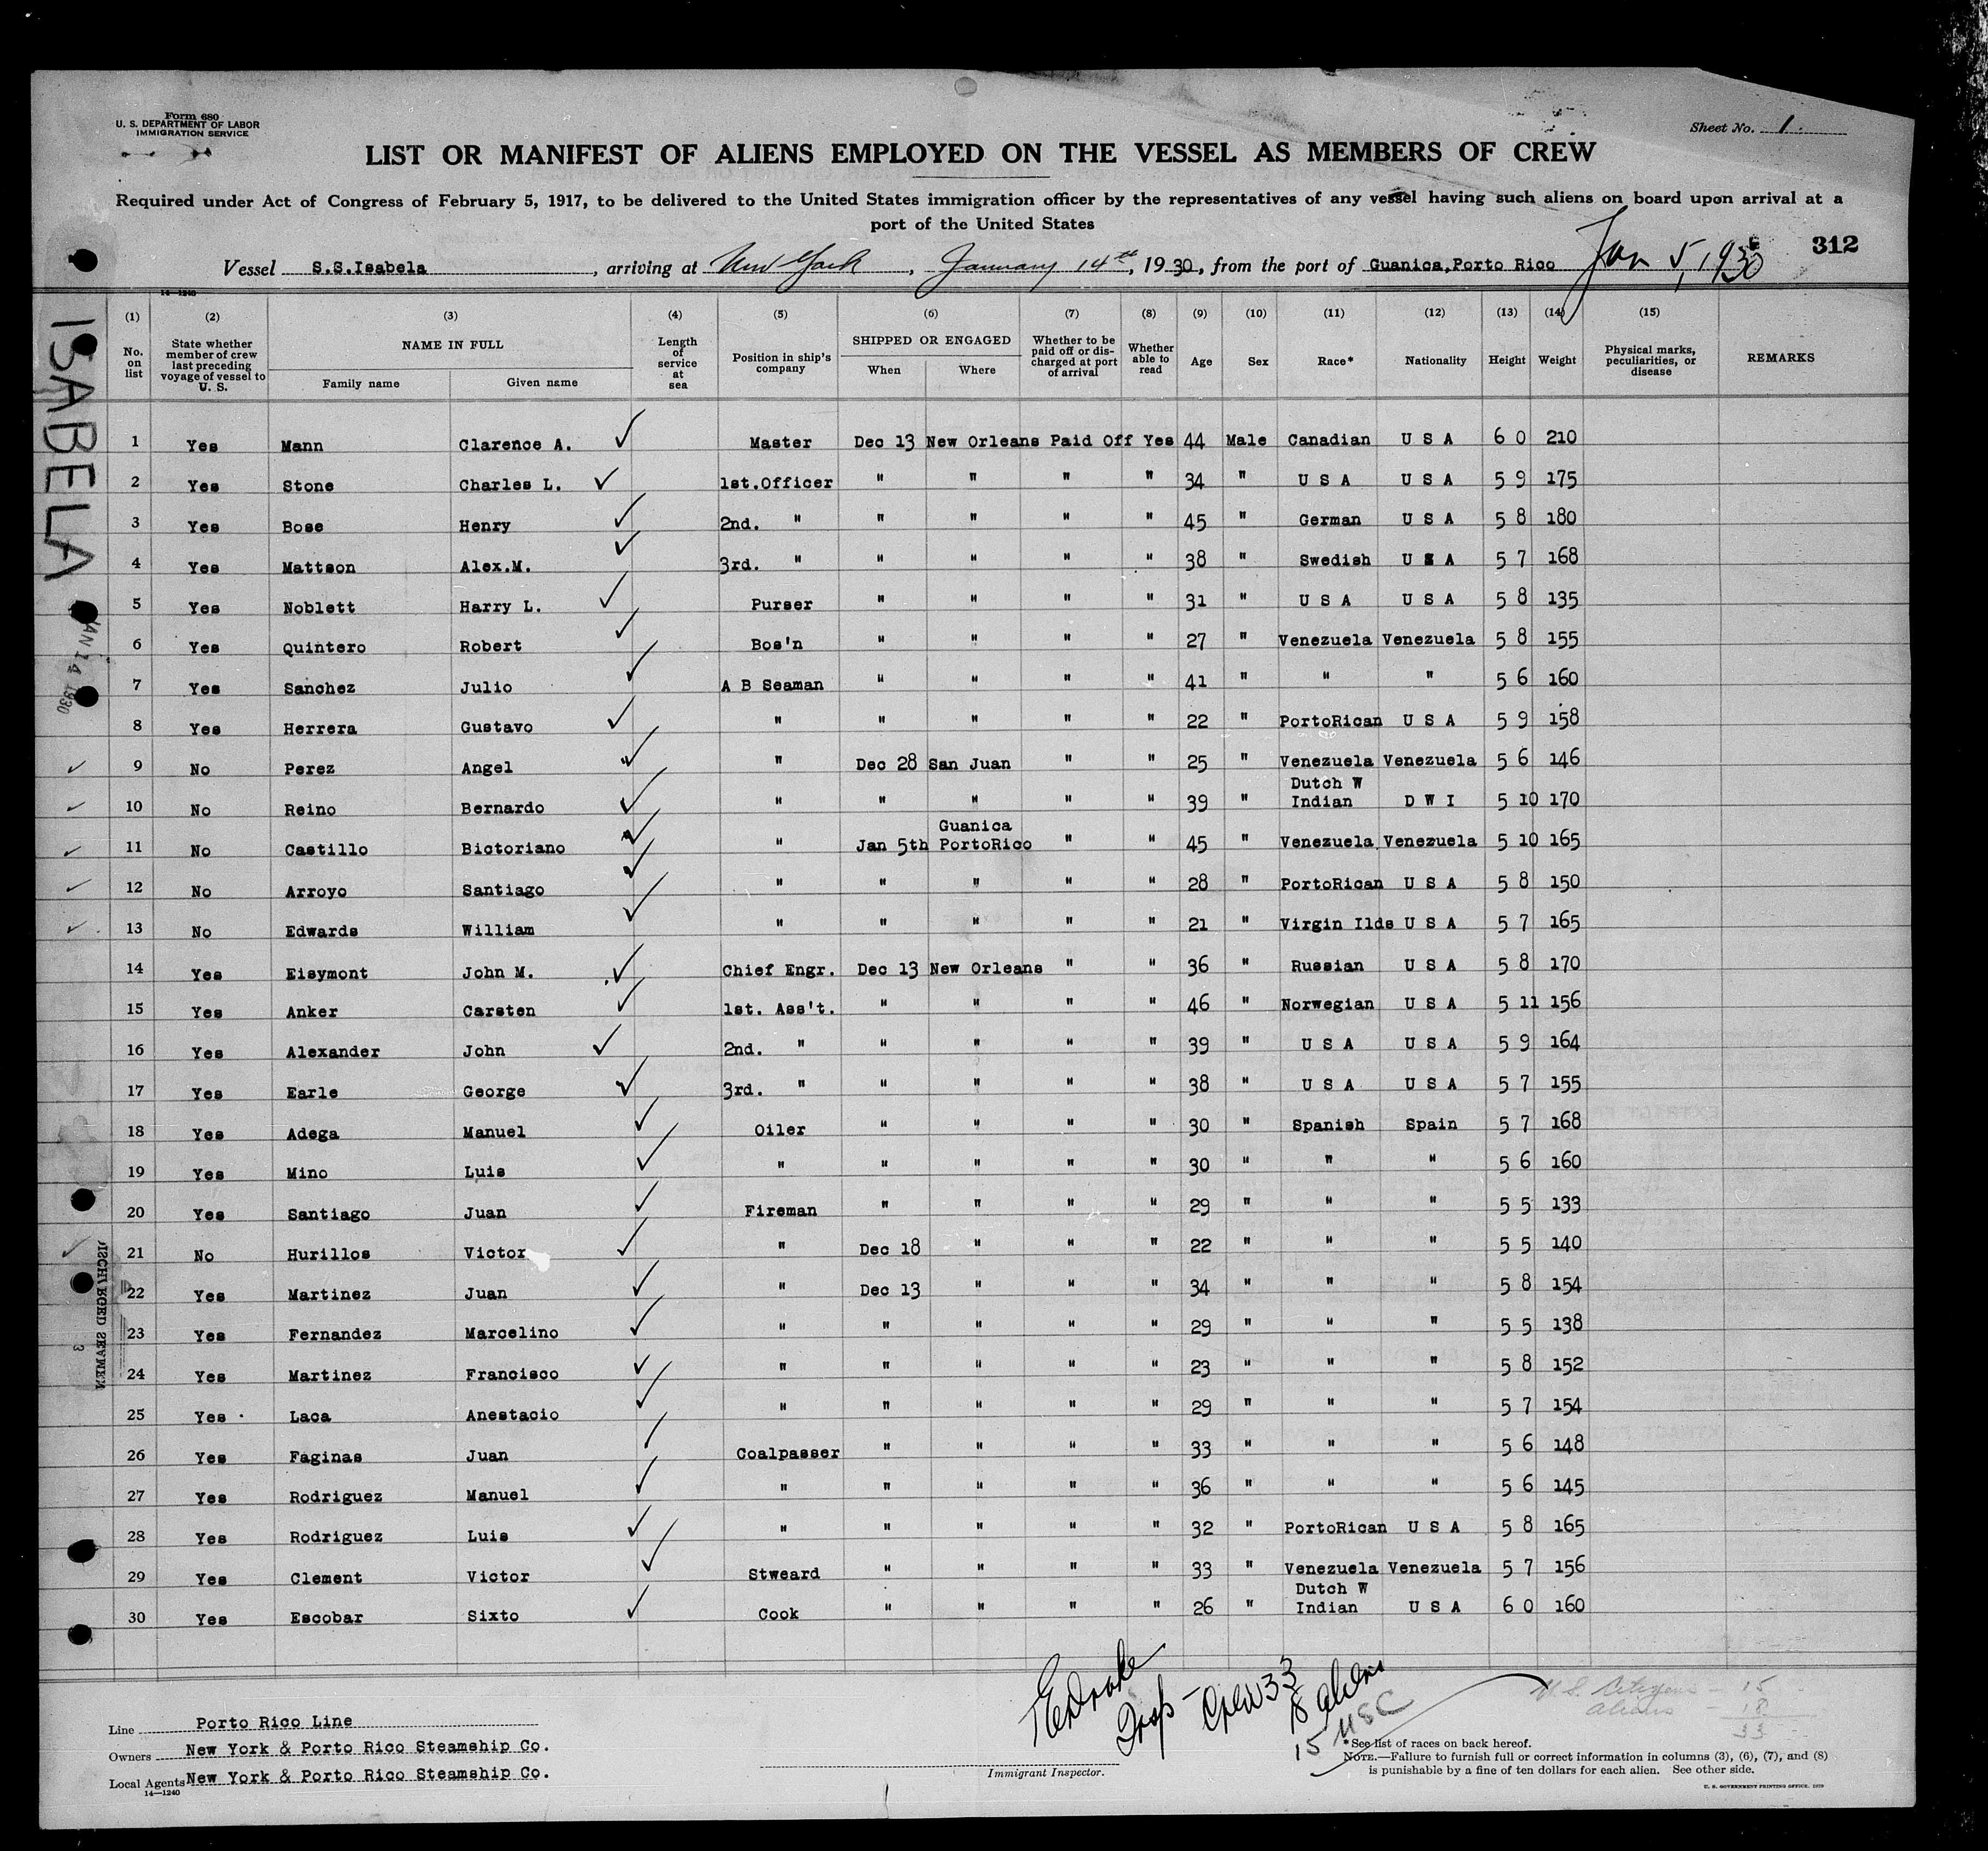 Form 680
U. S. DEPARTMENT OF LABOR
IMMIGRATION SERVICE
Sheet No. 1.
LIST OR MANIFEST OF ALIENS EMPLOYED ON THE VESSEL AS MEMBERS OF CREW
Required under Act of Congress of February 5, 1917, to be delivered to the United States immigration officer by the representatives of any vessel having such aliens on board upon arrival at a
port of the United States
312
Vessel S.S.Isabela, arriving at New York, January 14th, 1930, from the port of Guanica,Porto Rico Jan 5, 1930
14—1240
ISABELA
JAN 14 1930
(1) (2) (3) (4) (5) (6) (7) (8) (9) (10) (11) (12) (13) (14) (15)
No. on list State whether member of crew last preceding voyage of vessel to U. S. NAME IN FULL Family name Given name Length of service at sea Position in ship's company SHIPPED OR ENGAGED When Where Whether to be paid off or discharged at port of arrival Whether able to read Age Sex Race* Nationality Height Weight Physical marks, peculiarities, or disease REMARKS
1 Yes Mann Clarence A. ✓ Master Dec 13 New Orleans Paid Off Yes 44 Male Canadian U S A 6 0 210
2 Yes Stone Charles L. ✓ 1st.Officer " " " " 34 " U S A U S A 5 9 175
3 Yes Bose Henry ✓ 2nd. " " " " " 45 " German U S A 5 8 180
4 Yes Mattson Alex.M. ✓ 3rd. " " " " " 38 " Swedish U S A 5 7 168
5 Yes Noblett Harry L. ✓ Purser " " " " 31 " U S A U S A 5 8 135
6 Yes Quintero Robert ✓ Bos'n " " " " 27 " Venezuela Venezuela 5 8 155
7 Yes Sanchez Julio ✓ A B Seaman " " " " 41 " " " 5 6 160
8 Yes Herrera Gustavo ✓ " " " " " 22 " PortoRican U S A 5 9 158
✓ 9 No Perez Angel ✓ " Dec 28 San Juan " " 25 " Venezuela Venezuela 5 6 146
✓ 10 No Reino Bernardo ✓ " " " " " 39 " Dutch W Indian D W I 5 10 170
✓ 11 No Castillo Bictoriano ✓ " Jan 5th Guanica PortoRico " " 45 " Venezuela Venezuela 5 10 165
✓ 12 No Arroyo Santiago ✓ " " " " " 28 " PortoRican U S A 5 8 150
✓ 13 No Edwards William ✓ " " " " " 21 " Virgin Ilds U S A 5 7 165
14 Yes Eisymont John M. ✓ Chief Engr. Dec 13 New Orleans " " 36 " Russian U S A 5 8 170
15 Yes Anker Carsten ✓ 1st. Ass't. " " " " 46 " Norwegian U S A 5 11 156
16 Yes Alexander John ✓ 2nd. " " " " " 39 " U S A U S A 5 9 164
17 Yes Earle George ✓ 3rd. " " " " " 38 " U S A U S A 5 7 155
18 Yes Adega Manuel ✓ Oiler " " " " 30 " Spanish Spain 5 7 168
19 Yes Mino Luis ✓ " " " " " 30 " " " 5 6 160
20 Yes Santiago Juan ✓ Fireman " " " " 29 " " " 5 5 133
✓ 21 No Hurillos Victor ✓ " Dec 18 " " " 22 " " " 5 5 140
22 Yes Martinez Juan ✓ " Dec 13 " " " 34 " " " 5 8 154
23 Yes Fernandez Marcelino ✓ " " " " " 29 " " " 5 5 138
24 Yes Martinez Francisco ✓ " " " " " 23 " " " 5 8 152
25 Yes Laca Anestacio ✓ " " " " " 29 " " " 5 7 154
26 Yes Faginas Juan ✓ Coalpasser " " " " 33 " " " 5 6 148
27 Yes Rodriguez Manuel ✓ " " " " " 36 " " " 5 6 145
28 Yes Rodriguez Luis ✓ " " " " " 32 " PortoRican U S A 5 8 165
29 Yes Clement Victor ✓ Stweard " " " " 33 " Venezuela Venezuela 5 7 156
30 Yes Escobar Sixto ✓ Cook " " " " 26 " Dutch W Indian U S A 6 0 160
DISCHARGED SEAMEN
3
E Drake
Insp - Crew 33
18 aliens
15 USC
U.S. Citizens - 15
aliens - 18
33
Line Porto Rico Line
Owners New York & Porto Rico Steamship Co.
Local Agents New York & Porto Rico Steamship Co.
14—1240
Immigrant Inspector.
*See list of races on back hereof.
NOTE.—Failure to furnish full or correct information in columns (3), (6), (7), and (8)
is punishable by a fine of ten dollars for each alien. See other side.
U. S. GOVERNMENT PRINTING OFFICE: 1929